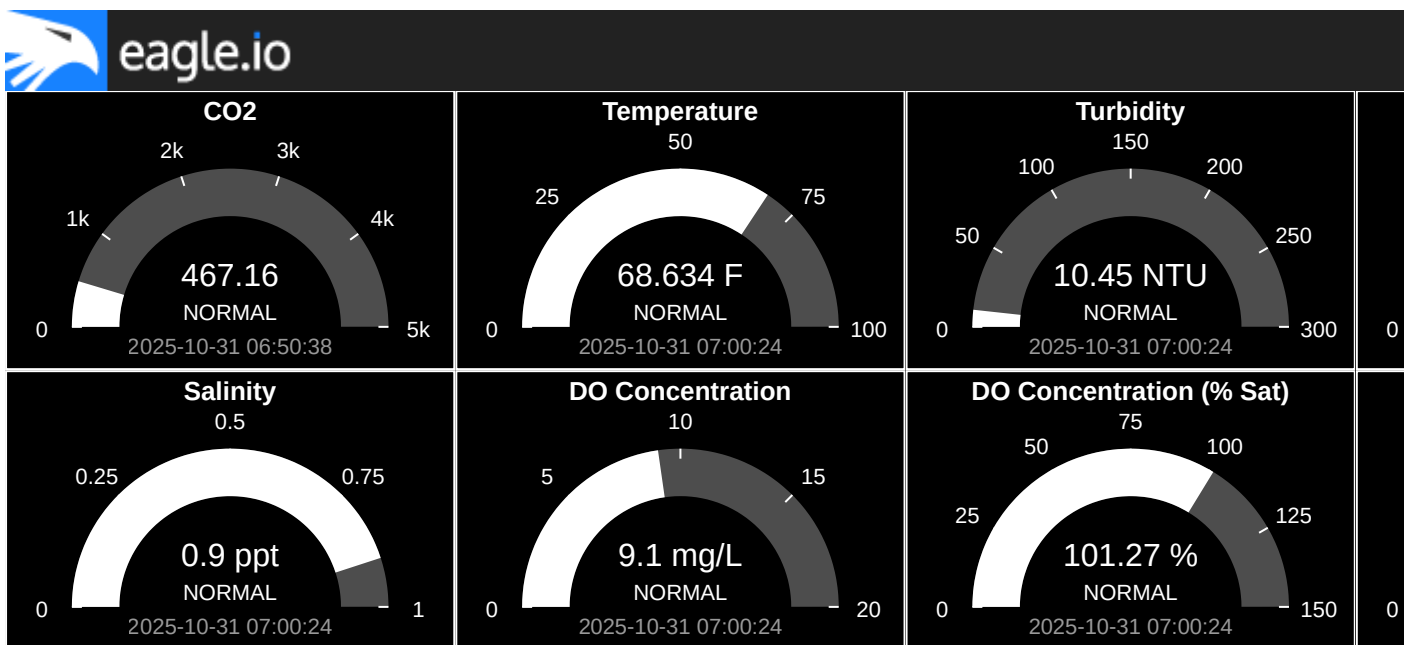 eagle.io
CO2
2k
3k
1k
4k
467.16
NORMAL
0
5k
2025-10-31 06:50:38
Temperature
50
25
75
68.634 F
NORMAL
0
100
2025-10-31 07:00:24
Turbidity
150
100
200
50
250
10.45 NTU
NORMAL
0
300
2025-10-31 07:00:24
0
Salinity
0.5
0.25
0.75
0.9 ppt
NORMAL
0
1
2025-10-31 07:00:24
DO Concentration
10
5
15
9.1 mg/L
NORMAL
0
20
2025-10-31 07:00:24
DO Concentration (% Sat)
75
50
100
25
125
101.27 %
NORMAL
0
150
2025-10-31 07:00:24
0